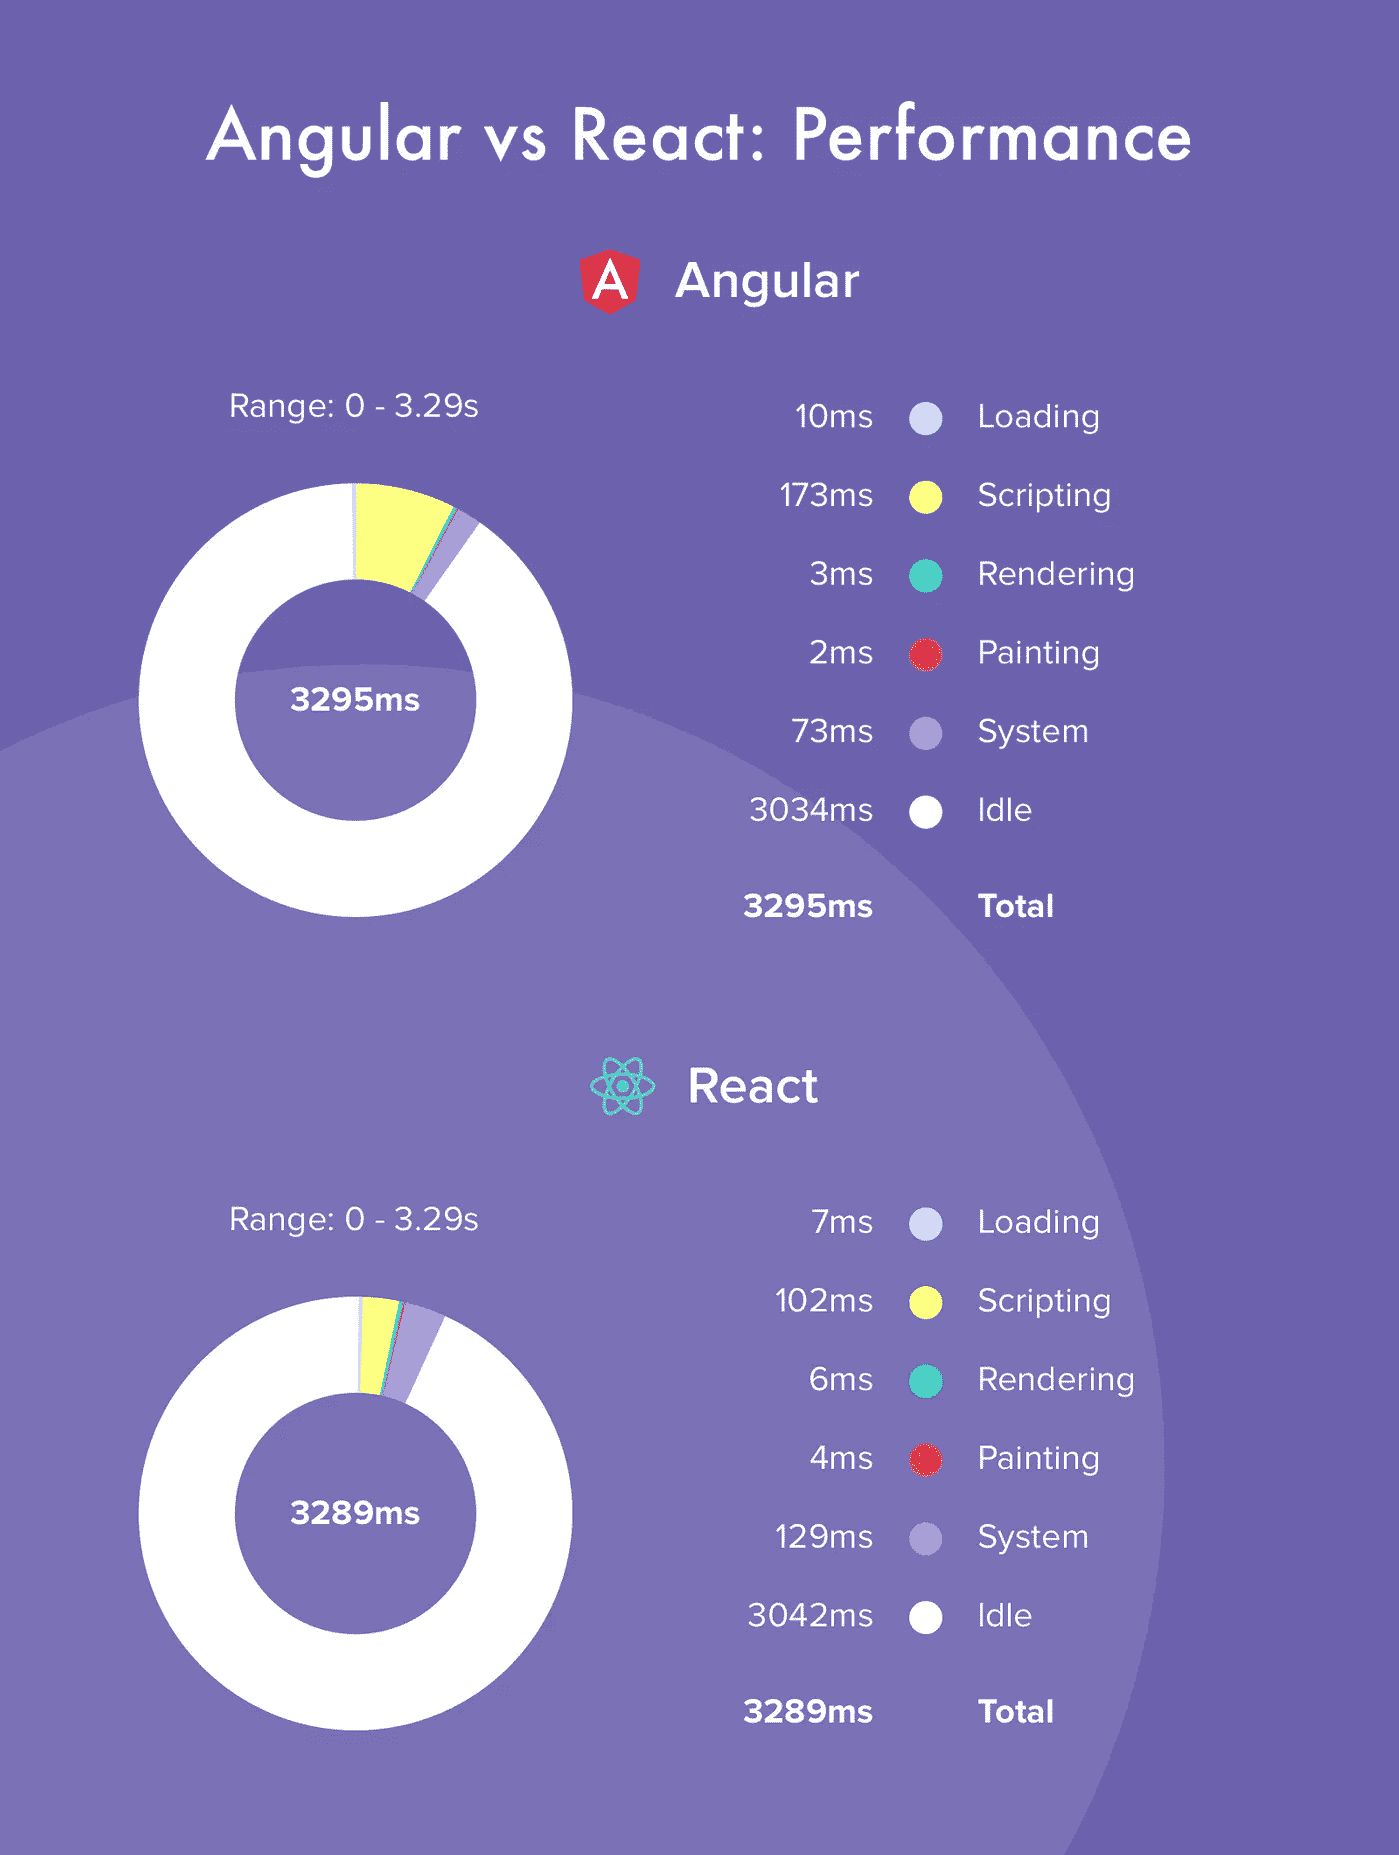 Angular vs React: Performance
Angular
Range: 0 - 3.29s
3295ms
10ms Loading
173ms Scripting
3ms Rendering
2ms Painting
73ms System
3034ms Idle
3295ms Total
React
Range: 0 - 3.29s
3289ms
7ms Loading
102ms Scripting
6ms Rendering
4ms Painting
129ms System
3042ms Idle
3289ms Total